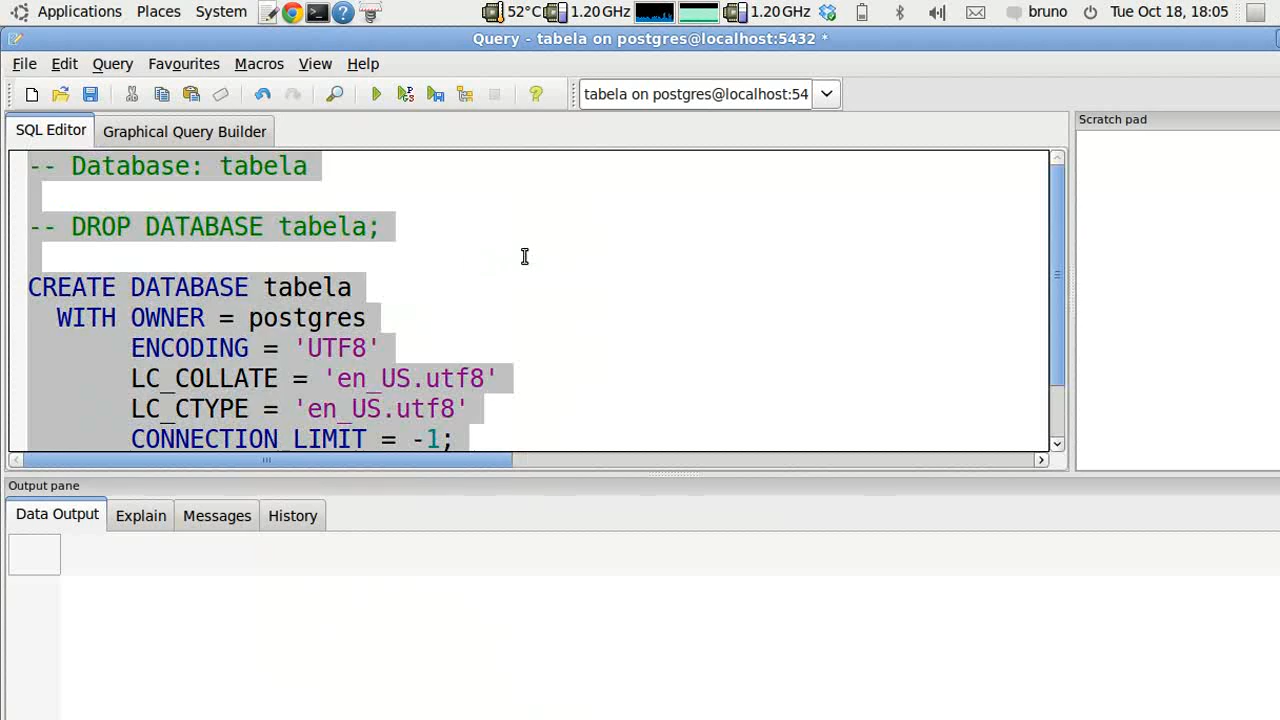 Applications Places System 52°C 1.20 GHz 1.20 GHz bruno Tue Oct 18, 18:05
Query - tabela on postgres@localhost:5432 *
File Edit Query Favourites Macros View Help
tabela on postgres@localhost:54
SQL Editor Graphical Query Builder
Scratch pad
-- Database: tabela
-- DROP DATABASE tabela;
CREATE DATABASE tabela
WITH OWNER = postgres
ENCODING = 'UTF8'
LC_COLLATE = 'en_US.utf8'
LC_CTYPE = 'en_US.utf8'
CONNECTION_LIMIT = -1;
Output pane
Data Output Explain Messages History